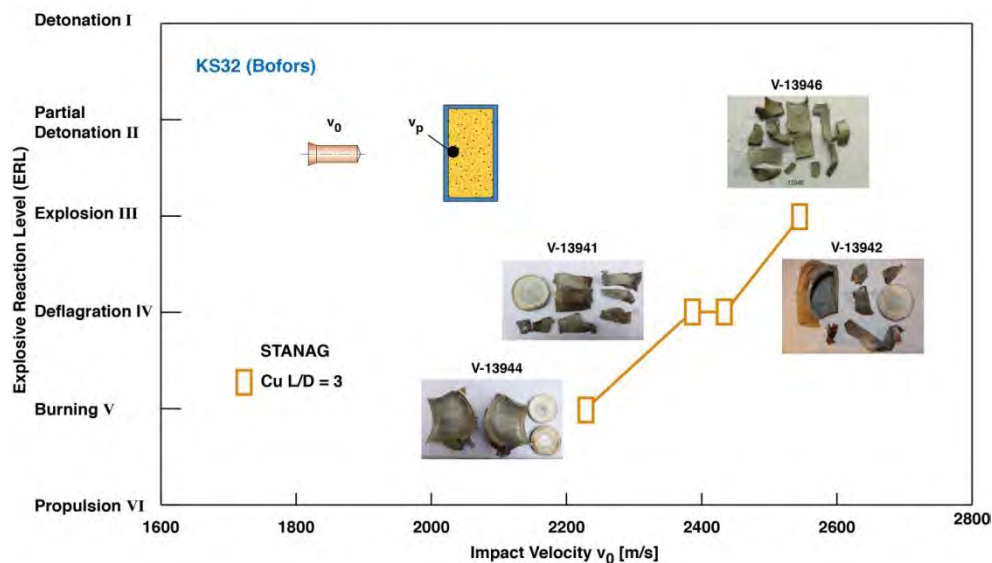 Detonation I
KS32 (Bofors)
V-13946
Partial
Detonation II
v0
vp
13946
Explosive Reaction Level (ERL)
Explosion III
V-13941
V-13942
Deflagration IV
STANAG
Cu L/D = 3
V-13944
Burning V
Propulsion VI
1600
1800
2000
2200
2400
2600
2800
Impact Velocity v0 [m/s]